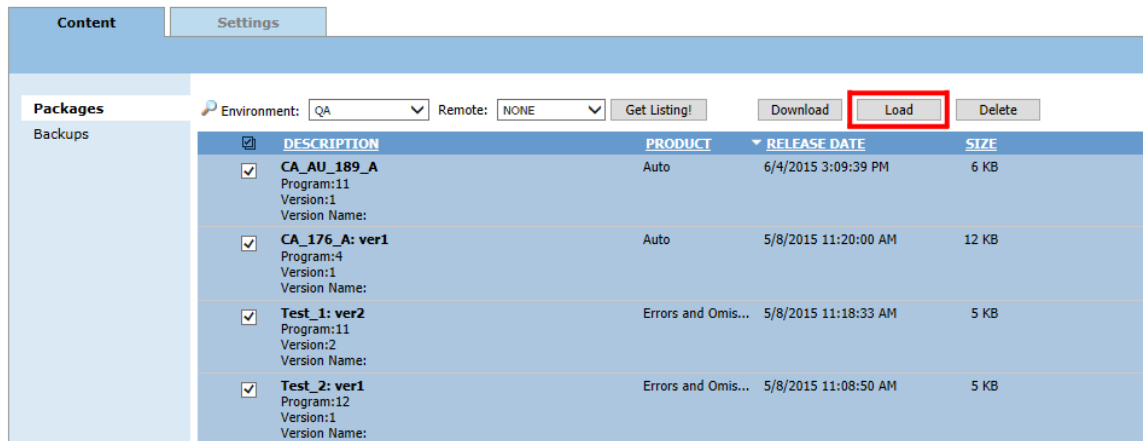 Content Settings
Packages
Backups
Environment: QA Remote: NONE Get Listing! Download Load Delete
DESCRIPTION PRODUCT RELEASE DATE SIZE
CA_AU_189_A Auto 6/4/2015 3:09:39 PM 6 KB
Program:11
Version:1
Version Name:
CA_176_A: ver1 Auto 5/8/2015 11:20:00 AM 12 KB
Program:4
Version:1
Version Name:
Test_1: ver2 Errors and Omis... 5/8/2015 11:18:33 AM 5 KB
Program:11
Version:2
Version Name:
Test_2: ver1 Errors and Omis... 5/8/2015 11:08:50 AM 5 KB
Program:12
Version:1
Version Name: